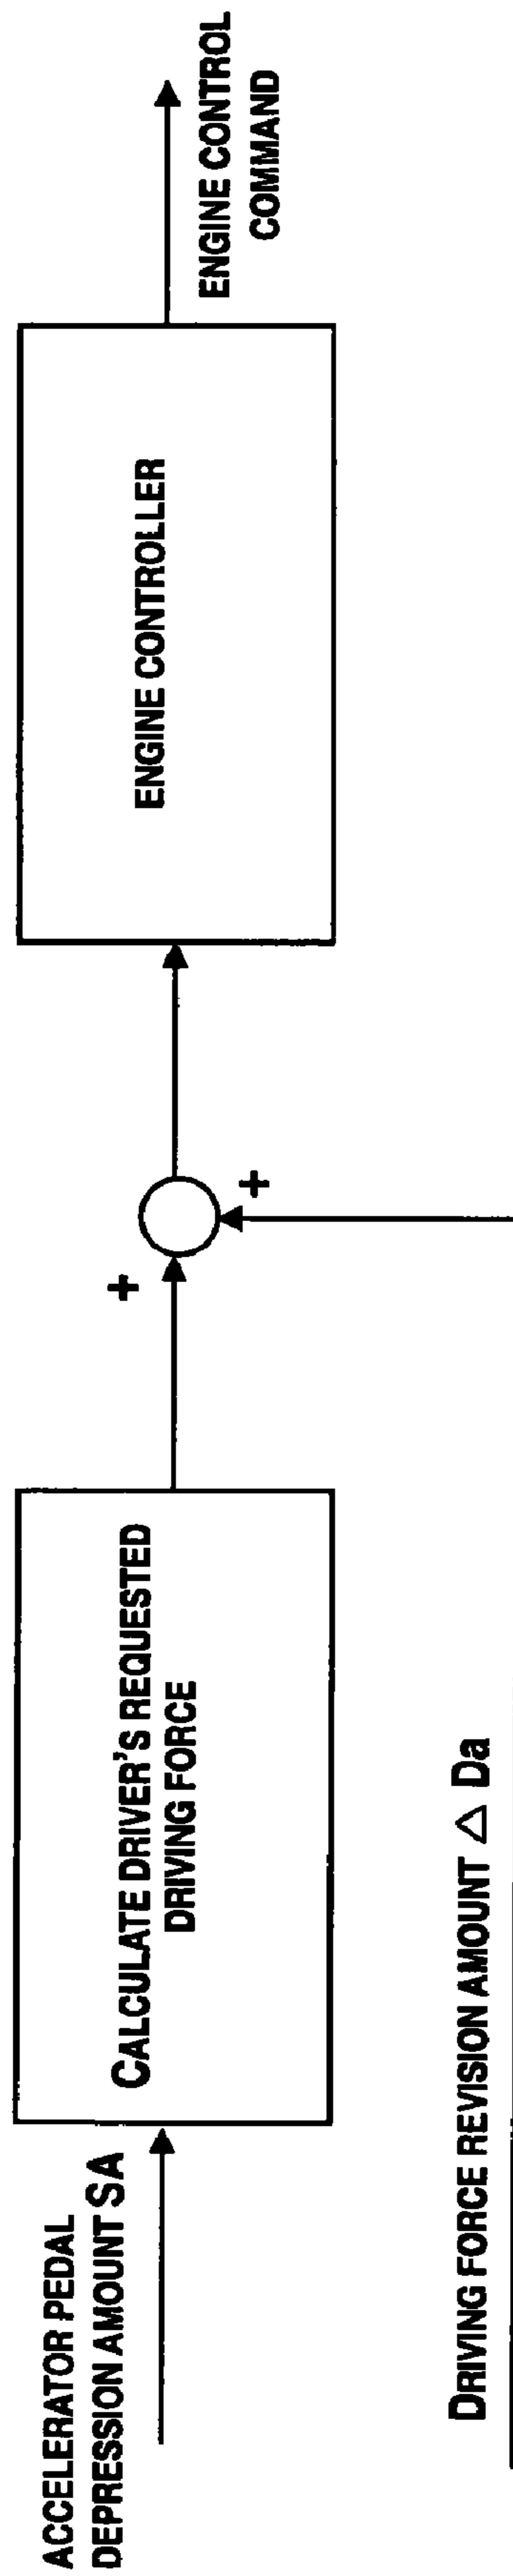 ACCELERATOR PEDAL
DEPRESSION AMOUNT SA
CALCULATE DRIVER'S REQUESTED
DRIVING FORCE
+
+
ENGINE CONTROLLER
ENGINE CONTROL
COMMAND
DRIVING FORCE REVISION AMOUNT △ Da